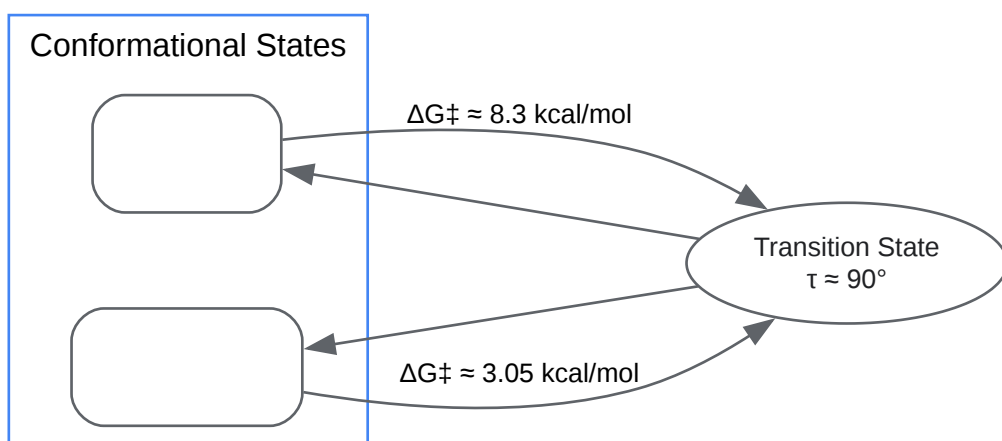 Conformational States
ΔG‡ ≈ 8.3 kcal/mol
Transition State
τ ≈ 90°
ΔG‡ ≈ 3.05 kcal/mol